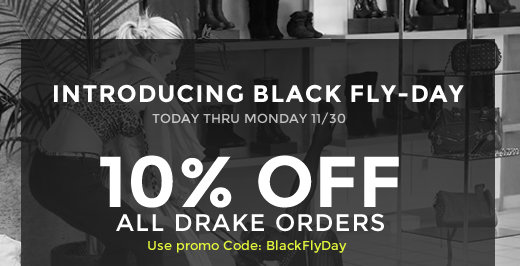 INTRODUCING BLACK FLY-DAY
TODAY THRU MONDAY 11/30
10% OFF
ALL DRAKE ORDERS
Use promo Code: BlackFlyDay